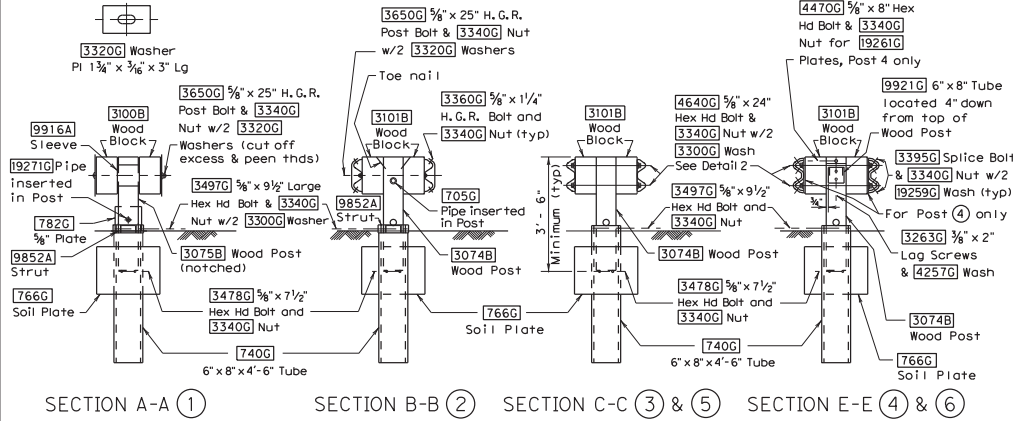 3320G Washer
Pl 1 3/4" x 3/16 x 3" Lg
3650G 5/8" x 25" H.G.R.
Post Bolt & 3340G
Nut w/2 3320G
Washers (cut off
excess & peen thds)
3100B
Wood
Block
9916A
Sleeve
19271G Pipe
inserted
in Post
782G
5/8" Plate
9852A
Strut
766G
Soil Plate
3497G 5/8" x 9 1/2" Large
Hex Hd Bolt & 3340G
Nut w/2 3300G Washer
3075B Wood Post
(notched)
3478G 5/8" x 7 1/2"
Hex Hd Bolt and
3340G Nut
740G
6" x 8" x 4'-6" Tube
SECTION A-A 1
3650G 5/8" x 25" H.G.R.
Post Bolt & 3340G Nut
w/2 3320G Washers
Toe nail
3101B
Wood
Block
3360G 5/8" x 1 1/4"
H.G.R. Bolt and
3340G Nut (typ)
9852A
Strut
705G
Pipe inserted
in Post
3074B
Wood Post
766G
Soil Plate
SECTION B-B 2
3101B
Wood
Block
4640G 5/8" x 24"
Hex Hd Bolt &
3340G Nut w/2
3300G Wash
See Detail 2
3'- 6"
Minimum (typ)
3497G 5/8" x 9 1/2"
Hex Hd Bolt and
3340G Nut
3074B Wood Post
3478G 5/8" x 7 1/2"
Hex Hd Bolt and
3340G Nut
740G
6" x 8" x 4'-6" Tube
SECTION C-C 3 & 5
4470G 5/8" x 8" Hex
Hd Bolt & 3340G
Nut for 19261G
Plates, Post 4 only
3101B
Wood
Block
9921G 6" x 8" Tube
located 4" down
from top of
Wood Post
3395G Splice Bolt
& 3340G Nut w/2
19259G Wash (typ)
3/4"
For Post 4 only
3263G 3/8" x 2"
Lag Screws
& 4257G Wash
3074B
Wood Post
766G
Soil Plate
SECTION E-E 4 & 6